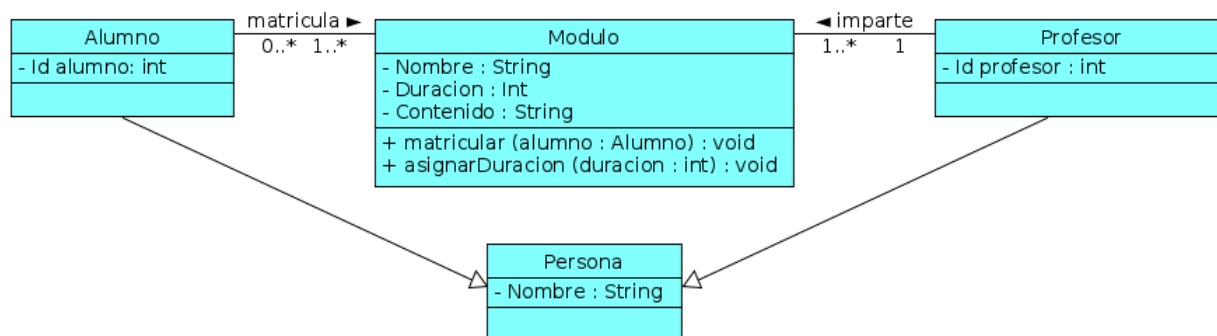 matricula ►
◄ imparte
Alumno
0..* 1..*
Modulo
1..* 1
Profesor
- Id alumno: int
- Nombre : String
- Duracion : Int
- Contenido : String
- Id profesor : int
+ matricular (alumno : Alumno) : void
+ asignarDuracion (duracion : int) : void
Persona
- Nombre : String